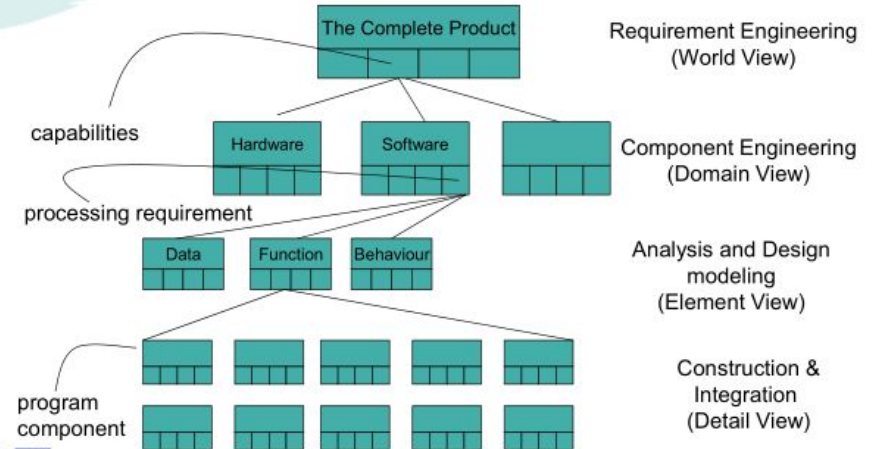 The Complete Product
Requirement Engineering
(World View)
capabilities
Hardware
Software
Component Engineering
(Domain View)
processing requirement
Data
Function
Behaviour
Analysis and Design
modeling
(Element View)
Construction &
Integration
(Detail View)
program
component